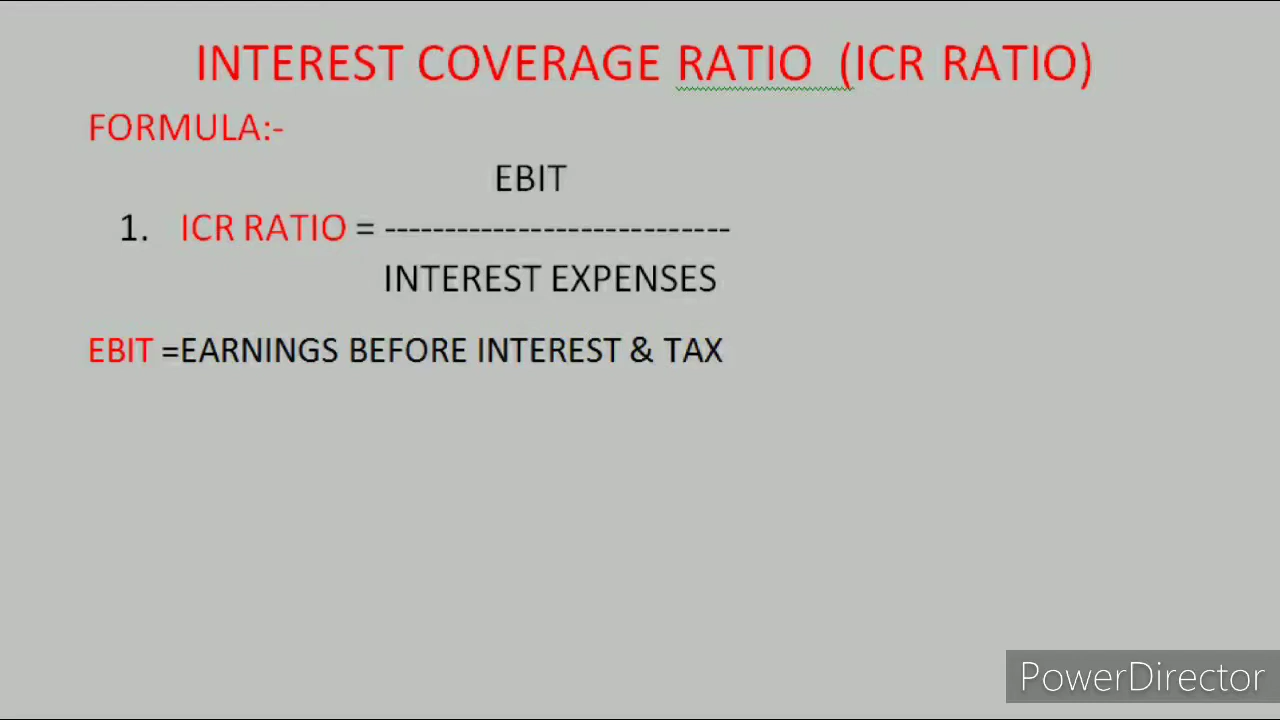 INTEREST COVERAGE RATIO (ICR RATIO)
FORMULA:-
EBIT
1. ICR RATIO = -----------------------------
INTEREST EXPENSES
EBIT =EARNINGS BEFORE INTEREST & TAX
PowerDirector